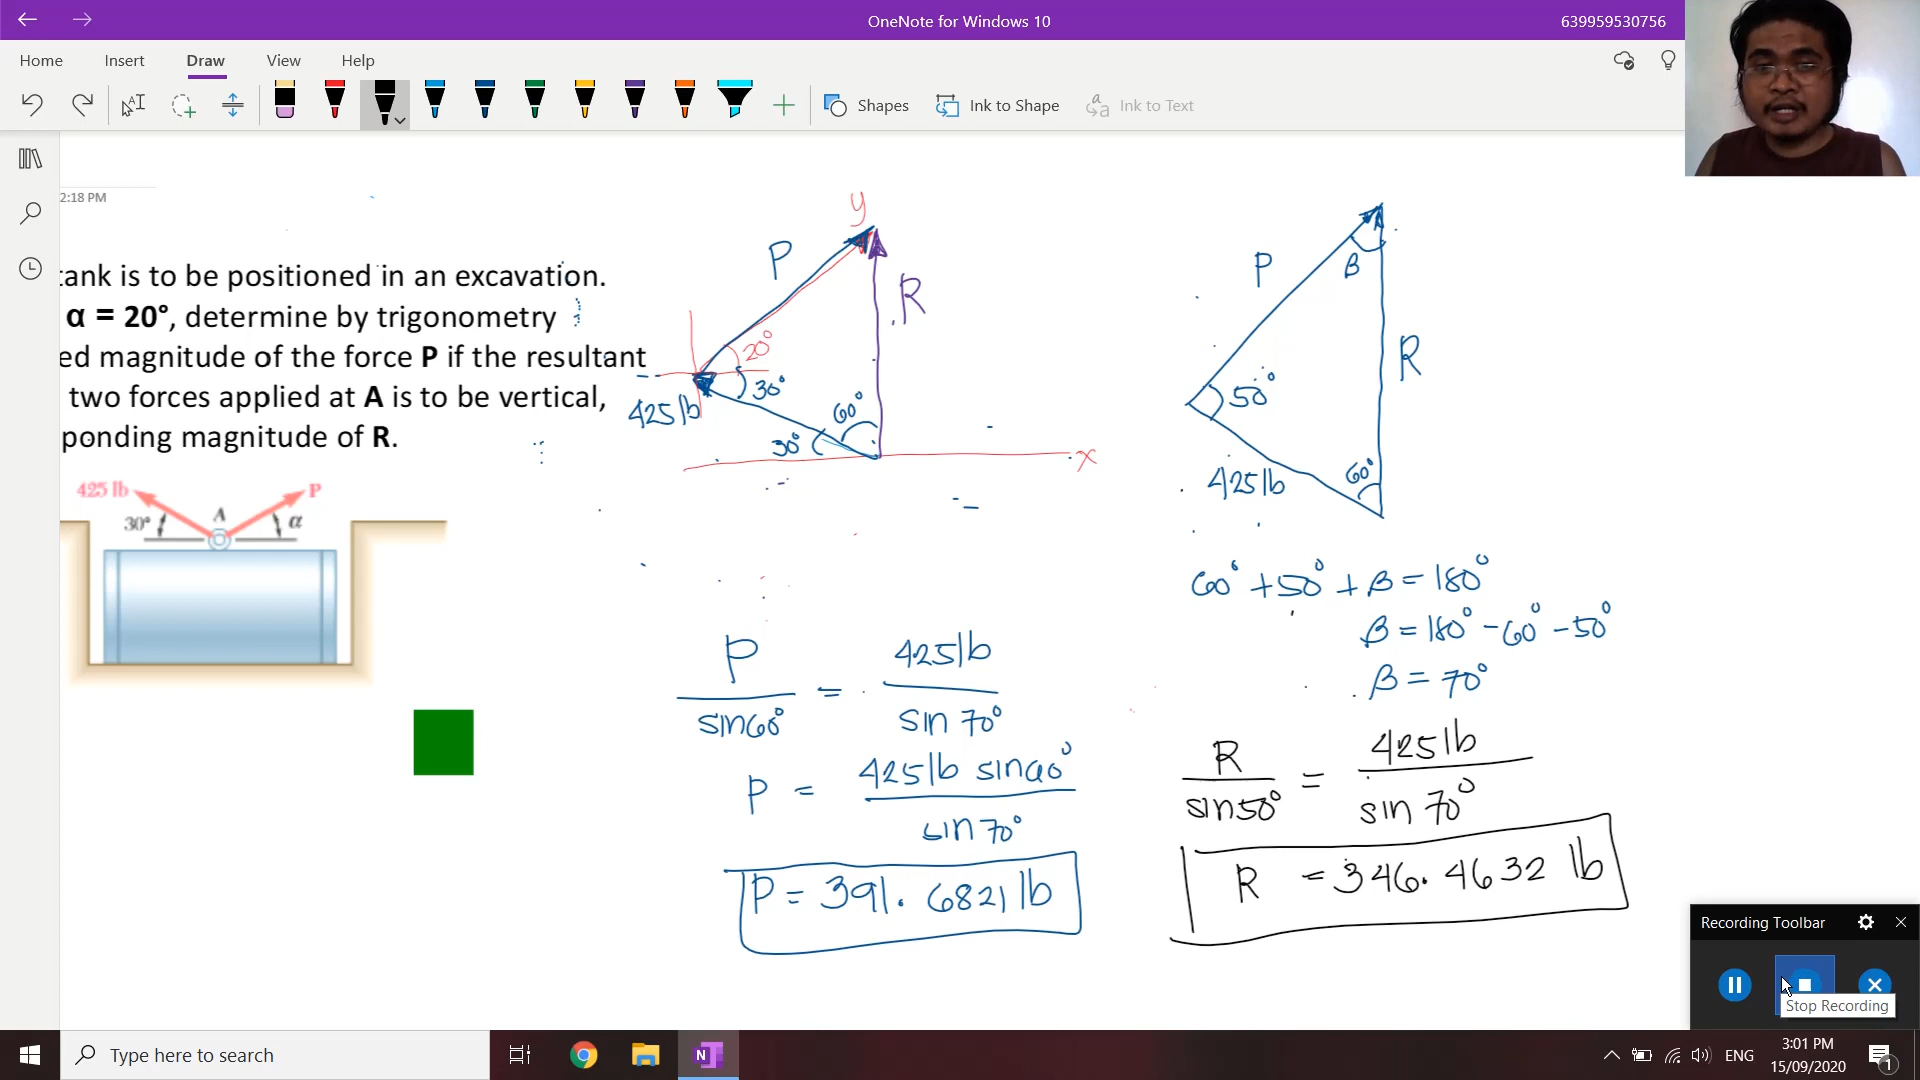 OneNote for Windows 10
639959530756
Home Insert Draw View Help
Shapes Ink to Shape Ink to Text
2:18 PM
tank is to be positioned in an excavation.
α = 20°, determine by trigonometry
ed magnitude of the force P if the resultant
two forces applied at A is to be vertical,
ponding magnitude of R.
425 lb P
30° A α
y
P
R
20°
30°
425 lb
60°
30°
x
P
β
R
50°
60°
425 lb
60° + 50° + β = 180°
β = 180° - 60° - 50°
β = 70°
P / sin60° = 425 lb / sin 70°
P = 425 lb sin60° / sin 70°
P = 391.6821 lb
R / sin50° = 425 lb / sin 70°
R = 346.4632 lb
Recording Toolbar
Stop Recording
Type here to search
N
ENG
3:01 PM
15/09/2020
1